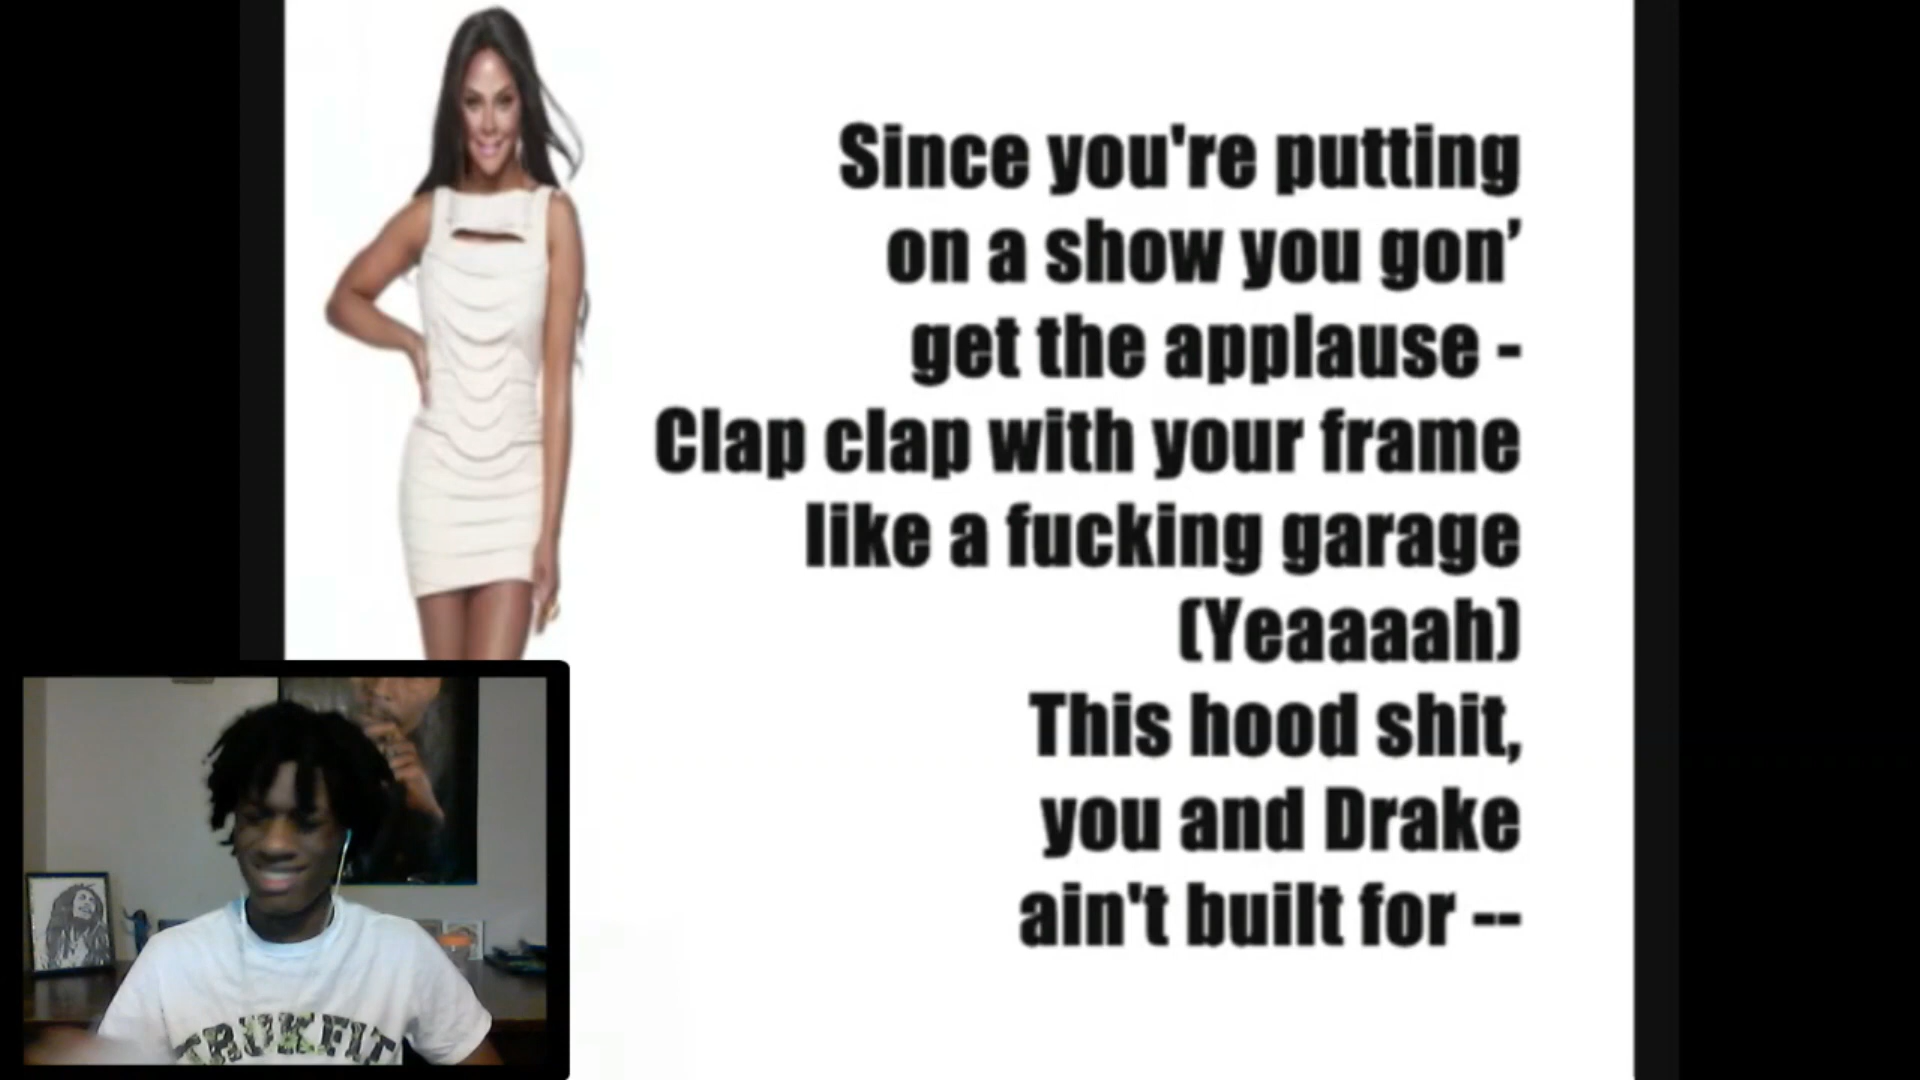 Since you're putting
on a show you gon’
get the applause -
Clap clap with your frame
like a fucking garage
(Yeaaaah)
This hood shit,
you and Drake
ain't built for --
TRUKFIT